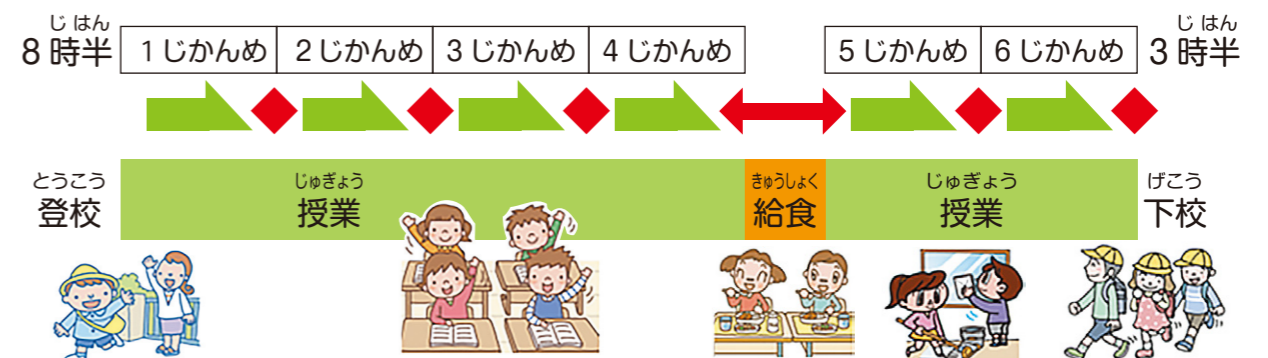 じ はん
8 時半
1 じかんめ
2 じかんめ
3 じかんめ
4 じかんめ
5 じかんめ
6 じかんめ
じ はん
3 時半
とうこう
登校
じゅぎょう
授業
きゅうしょく
給食
じゅぎょう
授業
げこう
下校